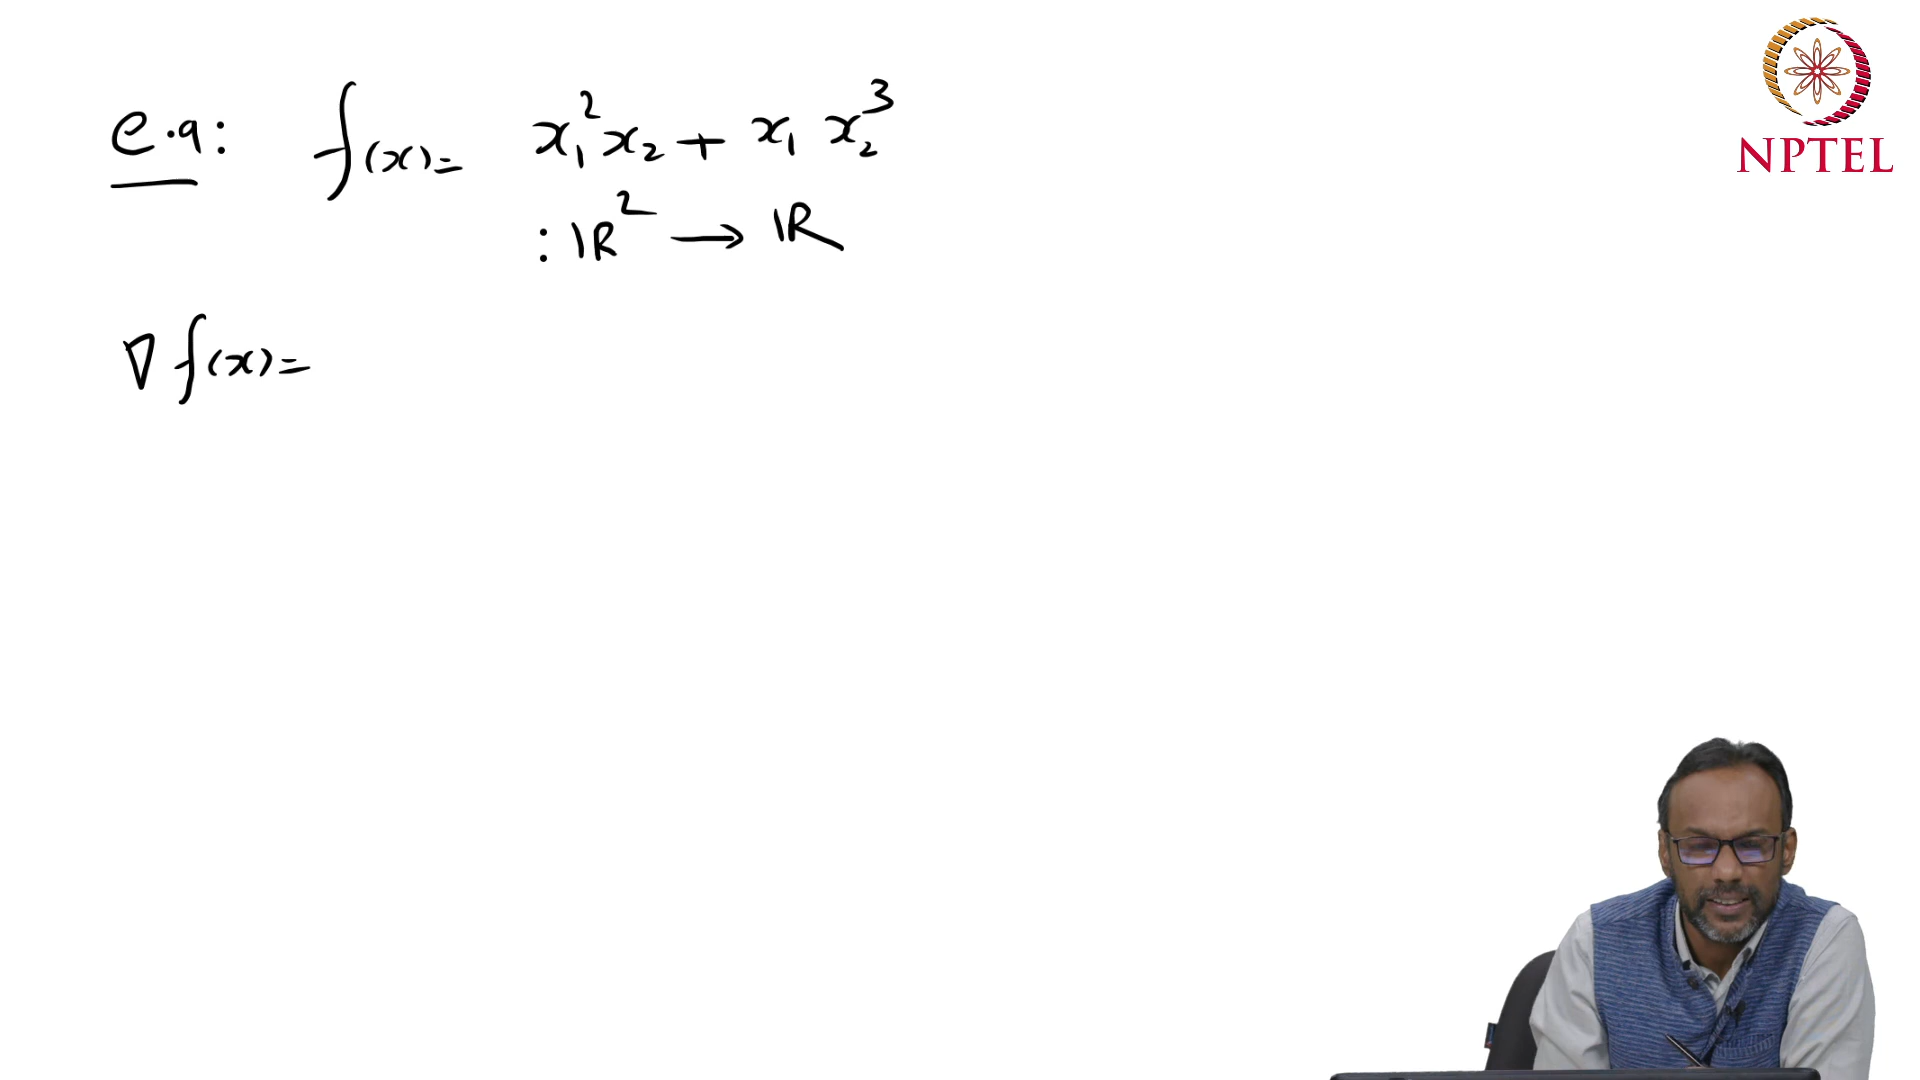 e.g: f(x) = x₁²x₂ + x₁ x₂³
: ℝ² → ℝ
∇f(x) =
NPTEL